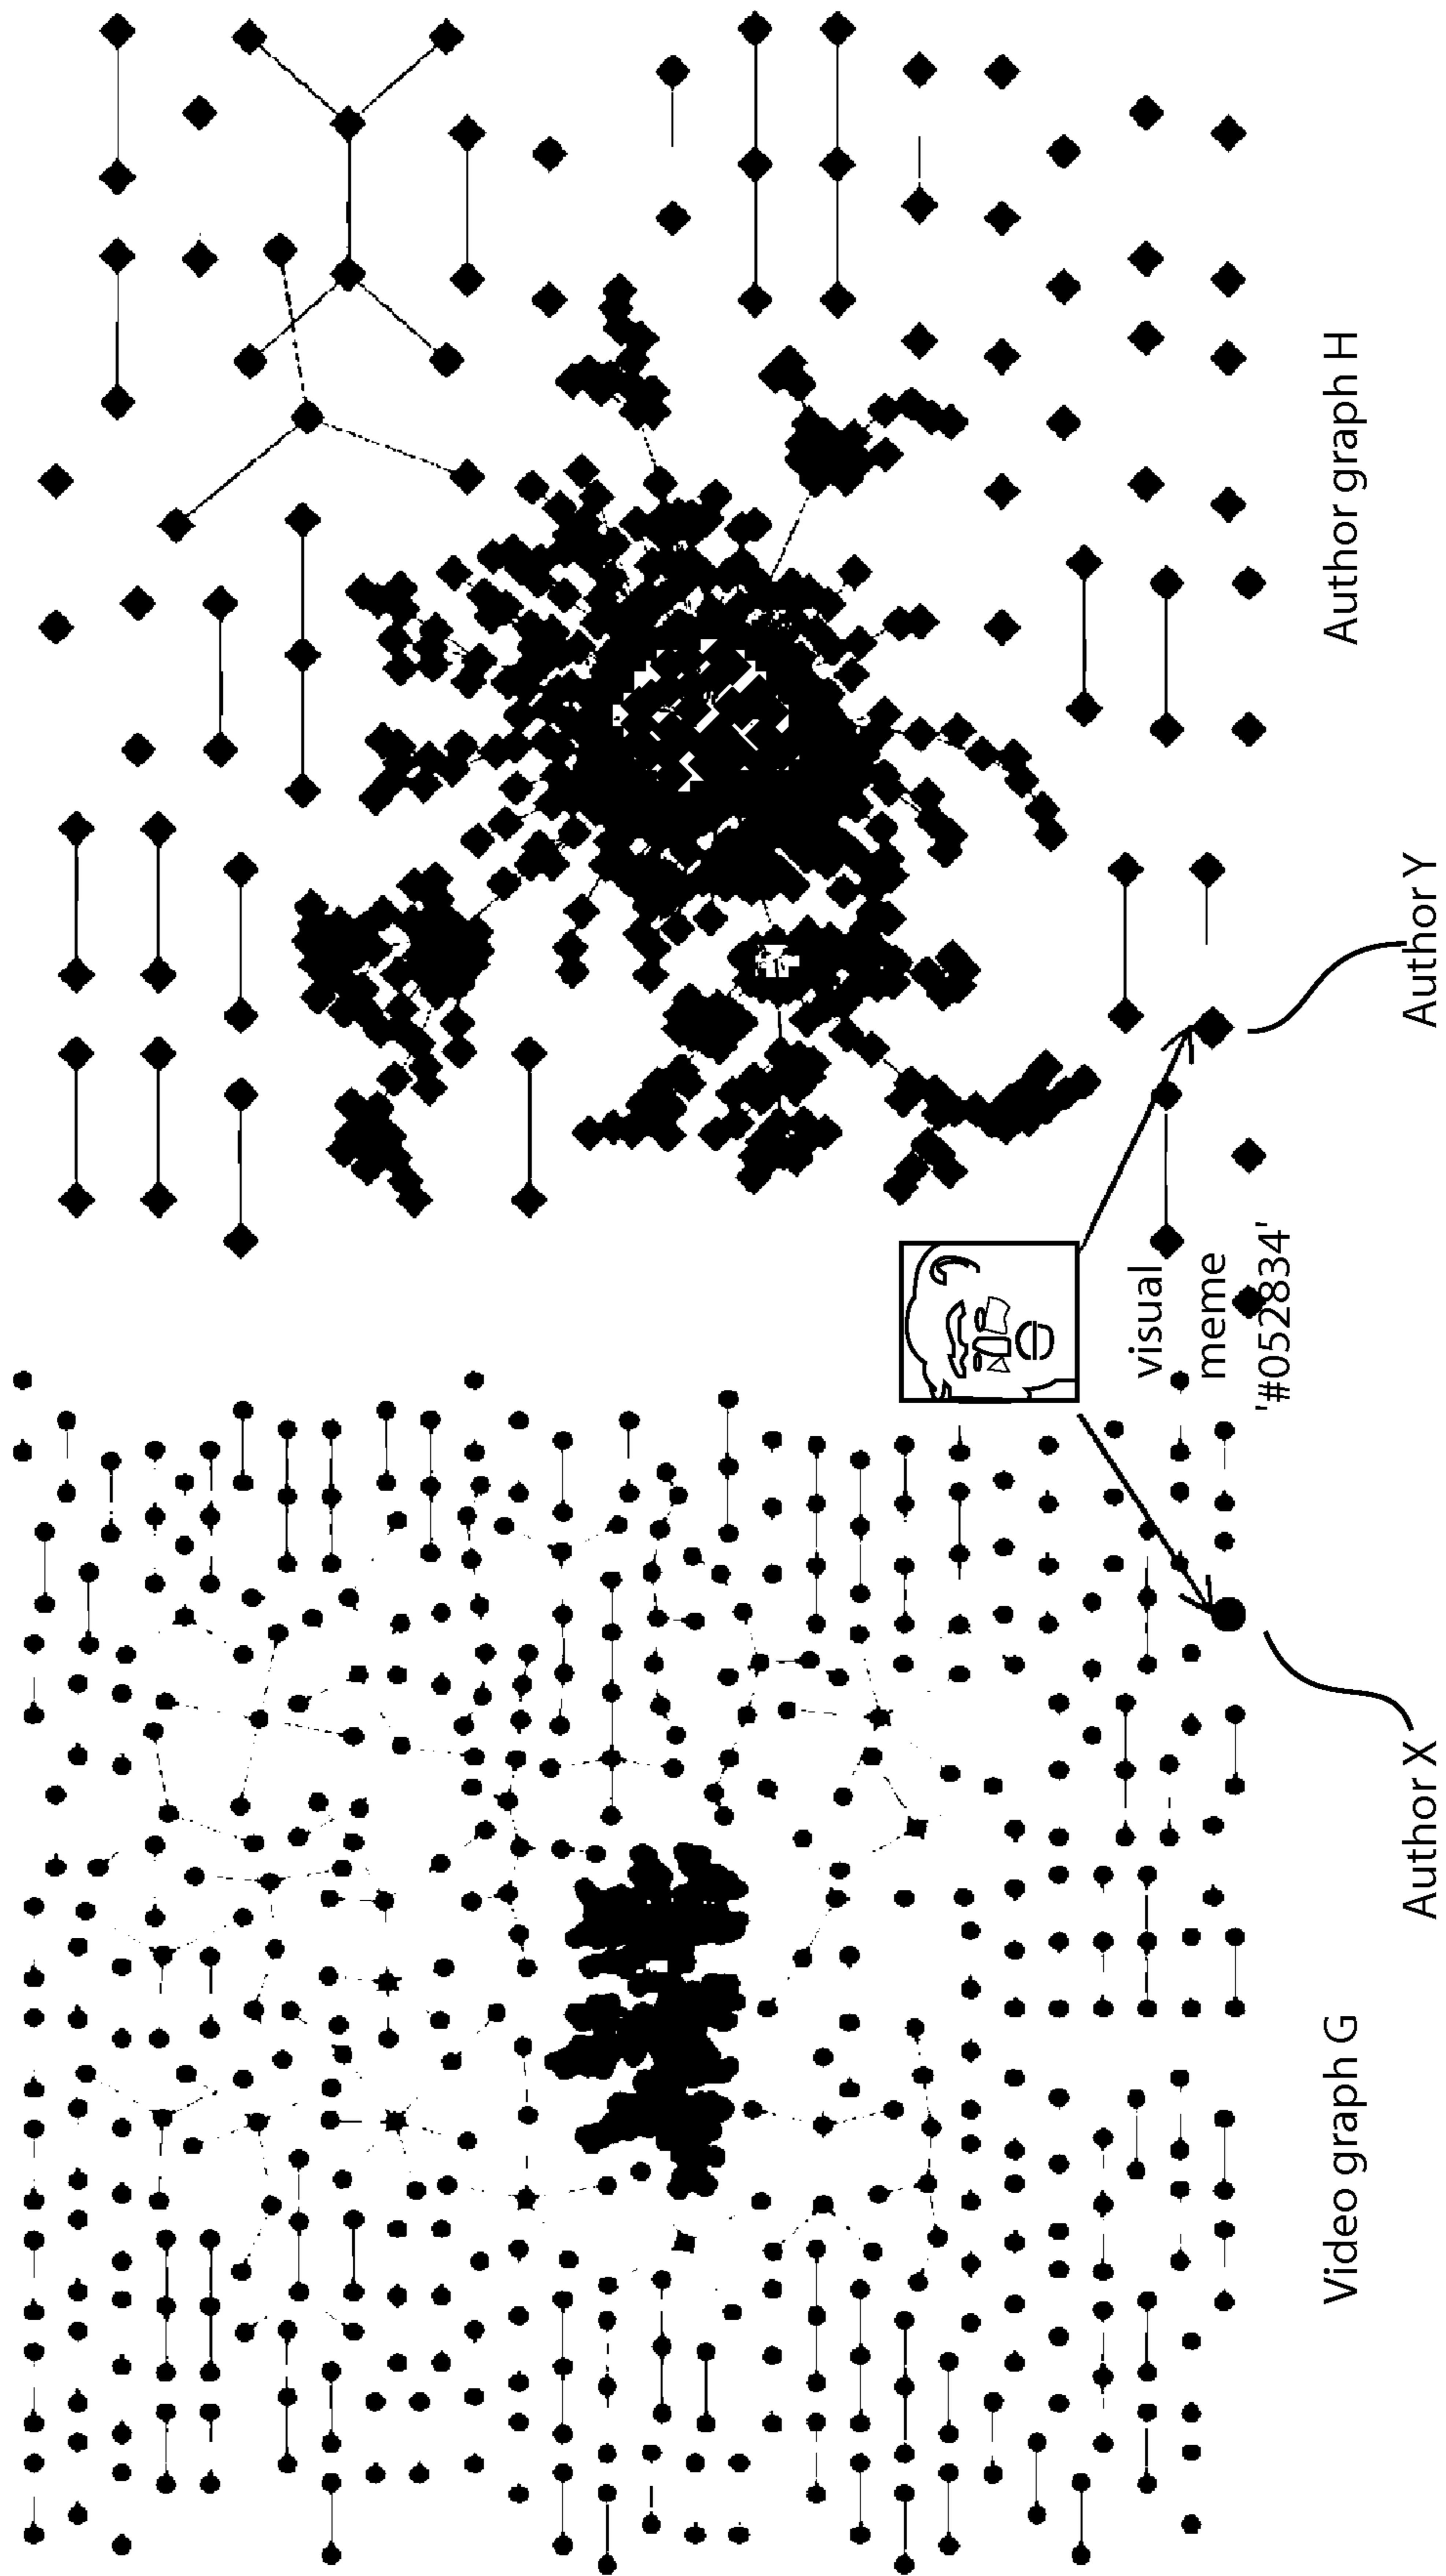 visual
meme
'#052834'
Video graph G
Author graph H
Author X
Author Y